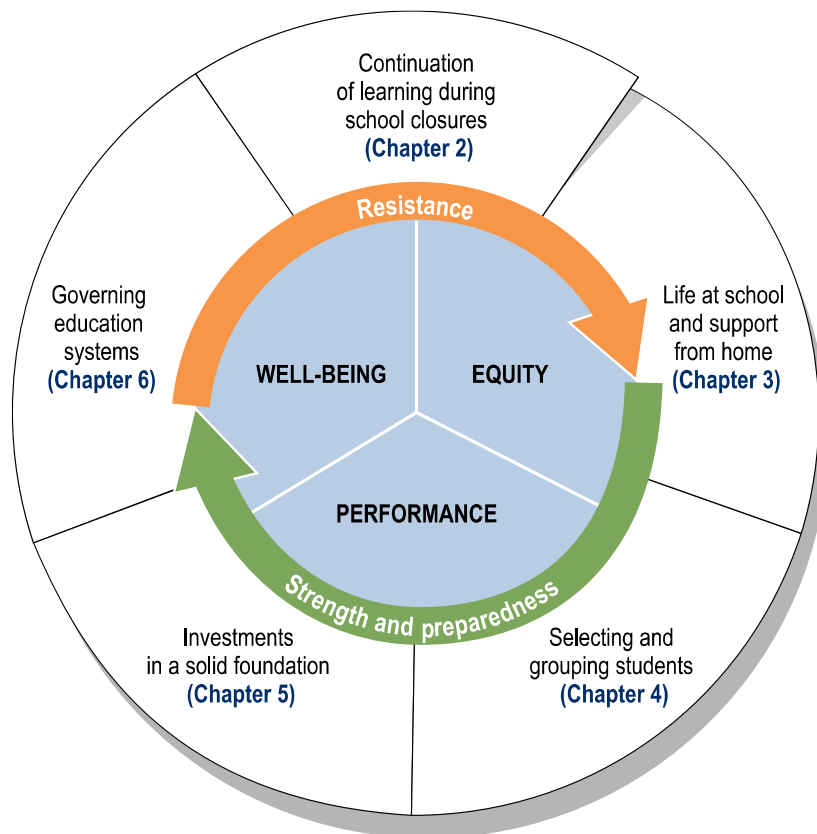 Continuation
of learning during
school closures
(Chapter 2)
Resistance
Governing
education
systems
(Chapter 6)
Life at school
and support
from home
(Chapter 3)
WELL-BEING
EQUITY
PERFORMANCE
Strength and preparedness
Investments
in a solid foundation
(Chapter 5)
Selecting and
grouping students
(Chapter 4)